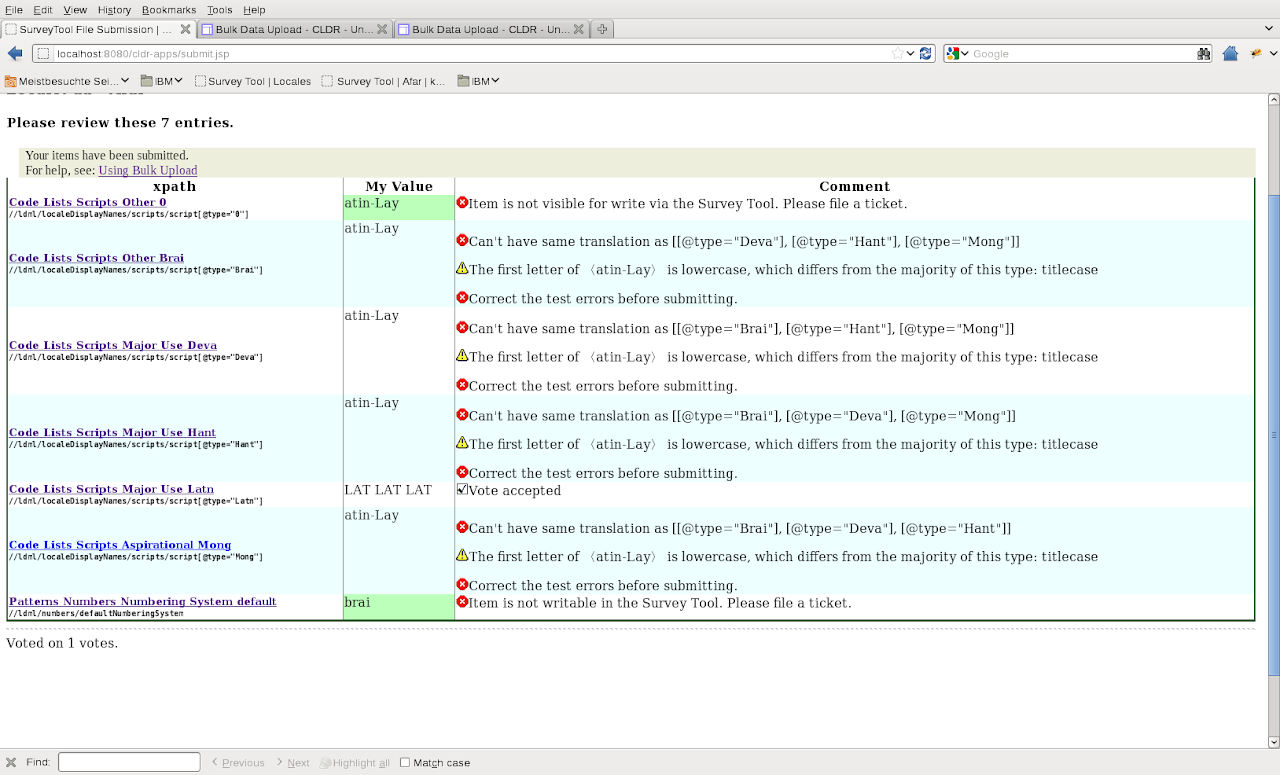 File Edit View History Bookmarks Tools Help
SurveyTool File Submission | ... Bulk Data Upload - CLDR - Un... Bulk Data Upload - CLDR - Un...
localhost:8080/cldr-apps/submit.jsp Google
Meistbesuchte Sei... IBM Survey Tool | Locales Survey Tool | Afar | k... IBM
Please review these 7 entries.
Your items have been submitted.
For help, see: Using Bulk Upload
xpath My Value Comment
Code Lists Scripts Other 0 atin-Lay Item is not visible for write via the Survey Tool. Please file a ticket.
//ldml/localeDisplayNames/scripts/script[@type="0"]
atin-Lay
Can't have same translation as [[@type="Deva"], [@type="Hant"], [@type="Mong"]]
Code Lists Scripts Other Brai
//ldml/localeDisplayNames/scripts/script[@type="Brai"]
The first letter of 〈atin-Lay〉 is lowercase, which differs from the majority of this type: titlecase
Correct the test errors before submitting.
atin-Lay
Can't have same translation as [[@type="Brai"], [@type="Hant"], [@type="Mong"]]
Code Lists Scripts Major Use Deva
//ldml/localeDisplayNames/scripts/script[@type="Deva"]
The first letter of 〈atin-Lay〉 is lowercase, which differs from the majority of this type: titlecase
Correct the test errors before submitting.
atin-Lay
Can't have same translation as [[@type="Brai"], [@type="Deva"], [@type="Mong"]]
Code Lists Scripts Major Use Hant
//ldml/localeDisplayNames/scripts/script[@type="Hant"]
The first letter of 〈atin-Lay〉 is lowercase, which differs from the majority of this type: titlecase
Correct the test errors before submitting.
Code Lists Scripts Major Use Latn LAT LAT LAT Vote accepted
//ldml/localeDisplayNames/scripts/script[@type="Latn"]
atin-Lay
Can't have same translation as [[@type="Brai"], [@type="Deva"], [@type="Hant"]]
Code Lists Scripts Aspirational Mong
//ldml/localeDisplayNames/scripts/script[@type="Mong"]
The first letter of 〈atin-Lay〉 is lowercase, which differs from the majority of this type: titlecase
Correct the test errors before submitting.
Patterns Numbers Numbering System default brai Item is not writable in the Survey Tool. Please file a ticket.
//ldml/numbers/defaultNumberingSystem
Voted on 1 votes.
Find: Previous Next Highlight all Match case